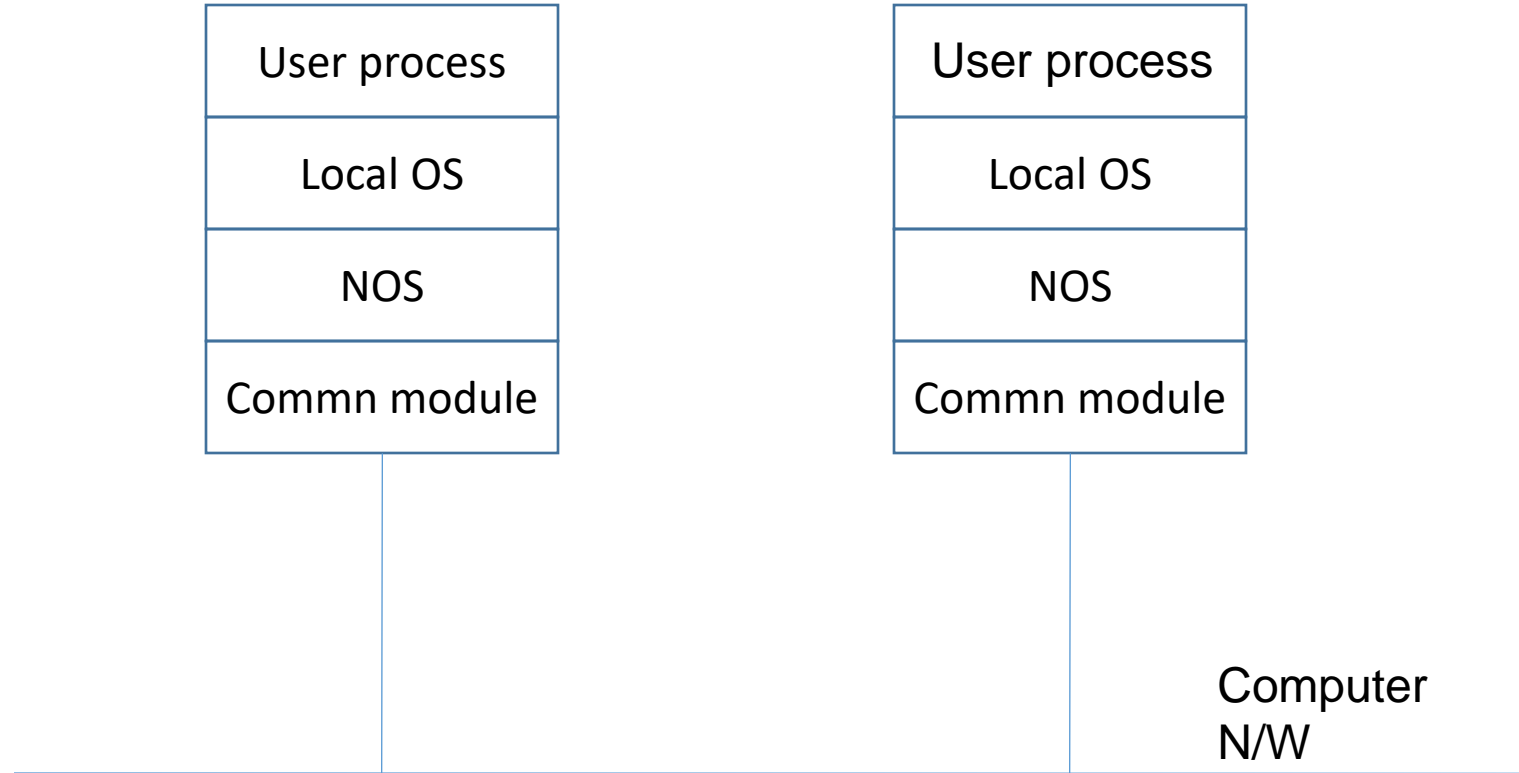 User process
Local OS
NOS
Commn module
User process
Local OS
NOS
Commn module
Computer
N/W